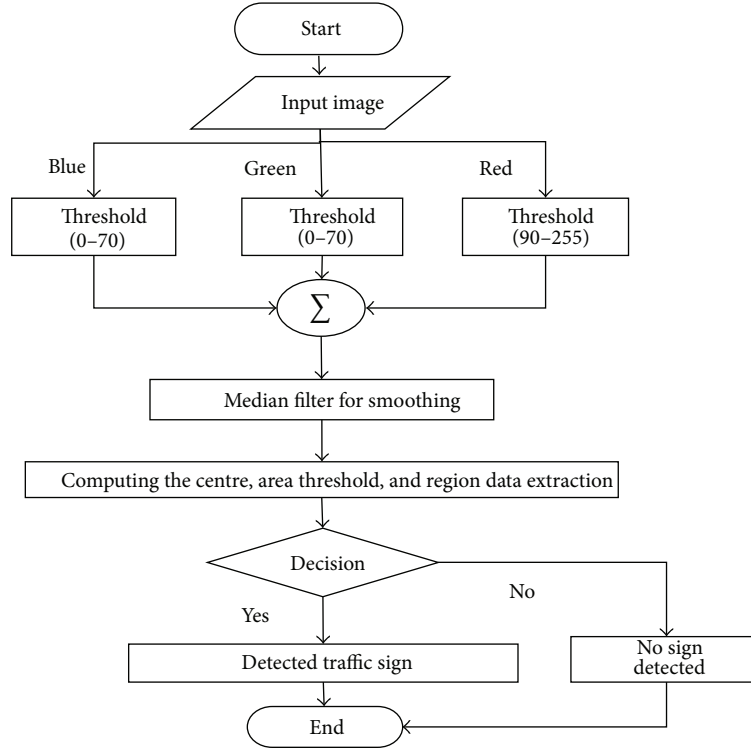 Start
Input image
Blue
Green
Red
Threshold
(0–70)
Threshold
(0–70)
Threshold
(90–255)
∑
Median filter for smoothing
Computing the centre, area threshold, and region data extraction
Decision
Yes
No
Detected traffic sign
No sign
detected
End